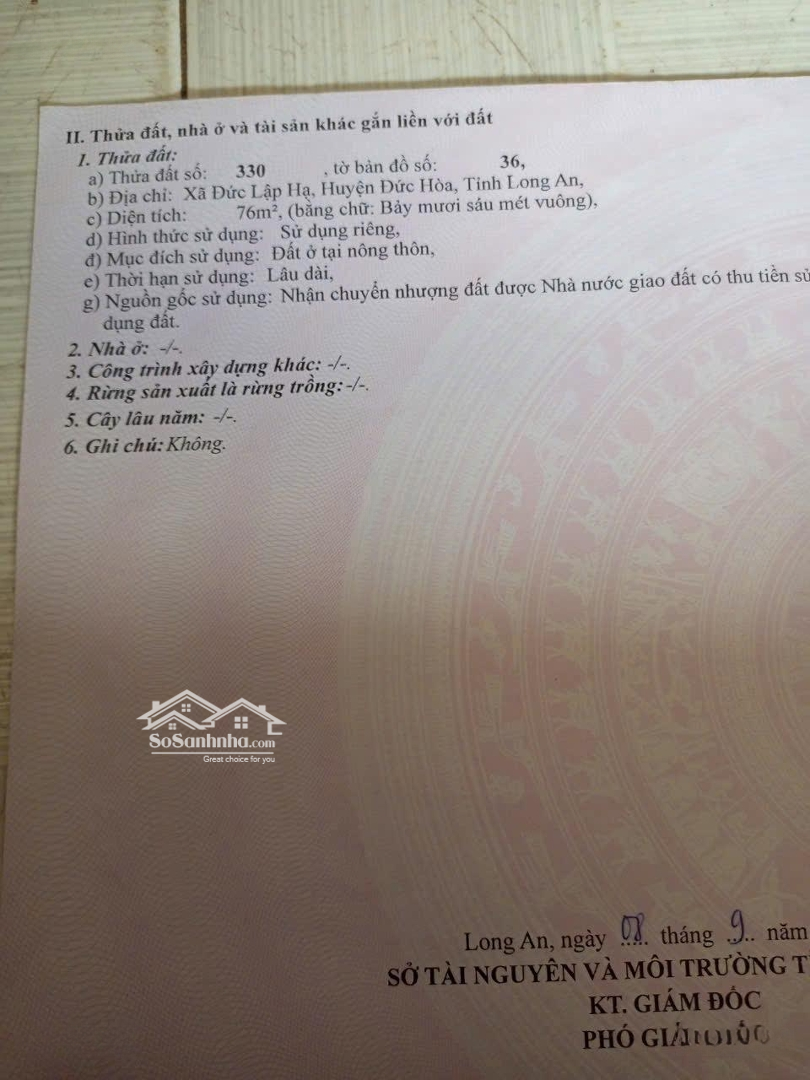 II. Thửa đất, nhà ở và tài sản khác gắn liền với đất
1. Thửa đất:
a) Thửa đất số: 330 , tờ bản đồ số: 36,
b) Địa chỉ: Xã Đức Lập Hạ, Huyện Đức Hòa, Tỉnh Long An,
c) Diện tích: 76m², (bằng chữ: Bảy mươi sáu mét vuông),
d) Hình thức sử dụng: Sử dụng riêng,
đ) Mục đích sử dụng: Đất ở tại nông thôn,
e) Thời hạn sử dụng: Lâu dài,
g) Nguồn gốc sử dụng: Nhận chuyển nhượng đất được Nhà nước giao đất có thu tiền sử
dụng đất.
2. Nhà ở: -/-.
3. Công trình xây dựng khác: -/-.
4. Rừng sản xuất là rừng trồng: -/-.
5. Cây lâu năm: -/-.
6. Ghi chú: Không.
SoSanhnha.com
Great choice for you
Long An, ngày 08 tháng 9 năm
SỞ TÀI NGUYÊN VÀ MÔI TRƯỜNG T
KT. GIÁM ĐỐC
PHÓ GIÁM ĐỐC